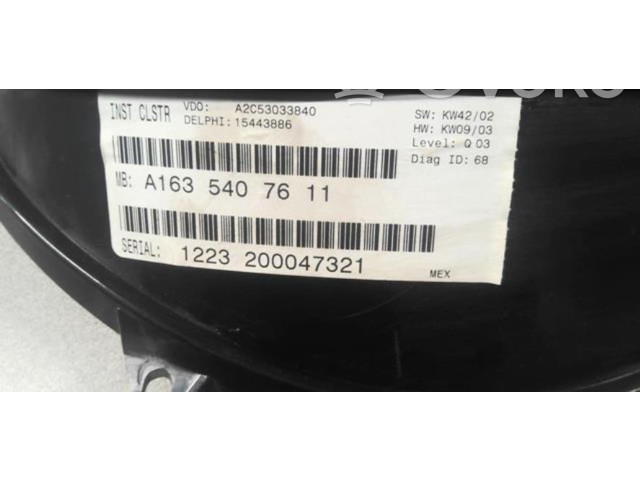 INST CLSTR
VDO: A2C53033840
DELPHI: 15443886
SW: KW42/02
HW: KW09/03
Level: Q 03
Diag ID: 68
MB: A163 540 76 11
SERIAL: 1223 200047321
MEX